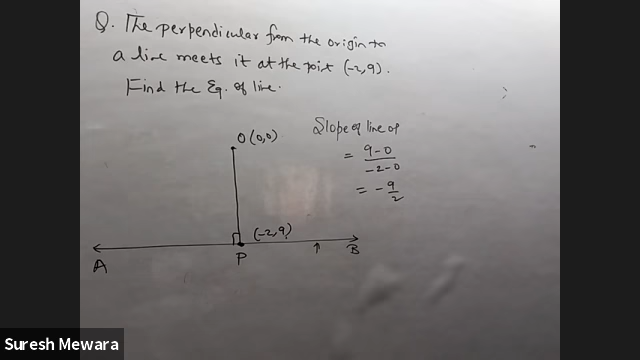 Q. The perpendicular from the origin to
a line meets it at the point (-2,9).
Find the Eq. of line.
O (0,0)
Slope of line OP
= 9-0 / -2-0
= - 9/2
(-2,9)
A
P
B
Suresh Mewara